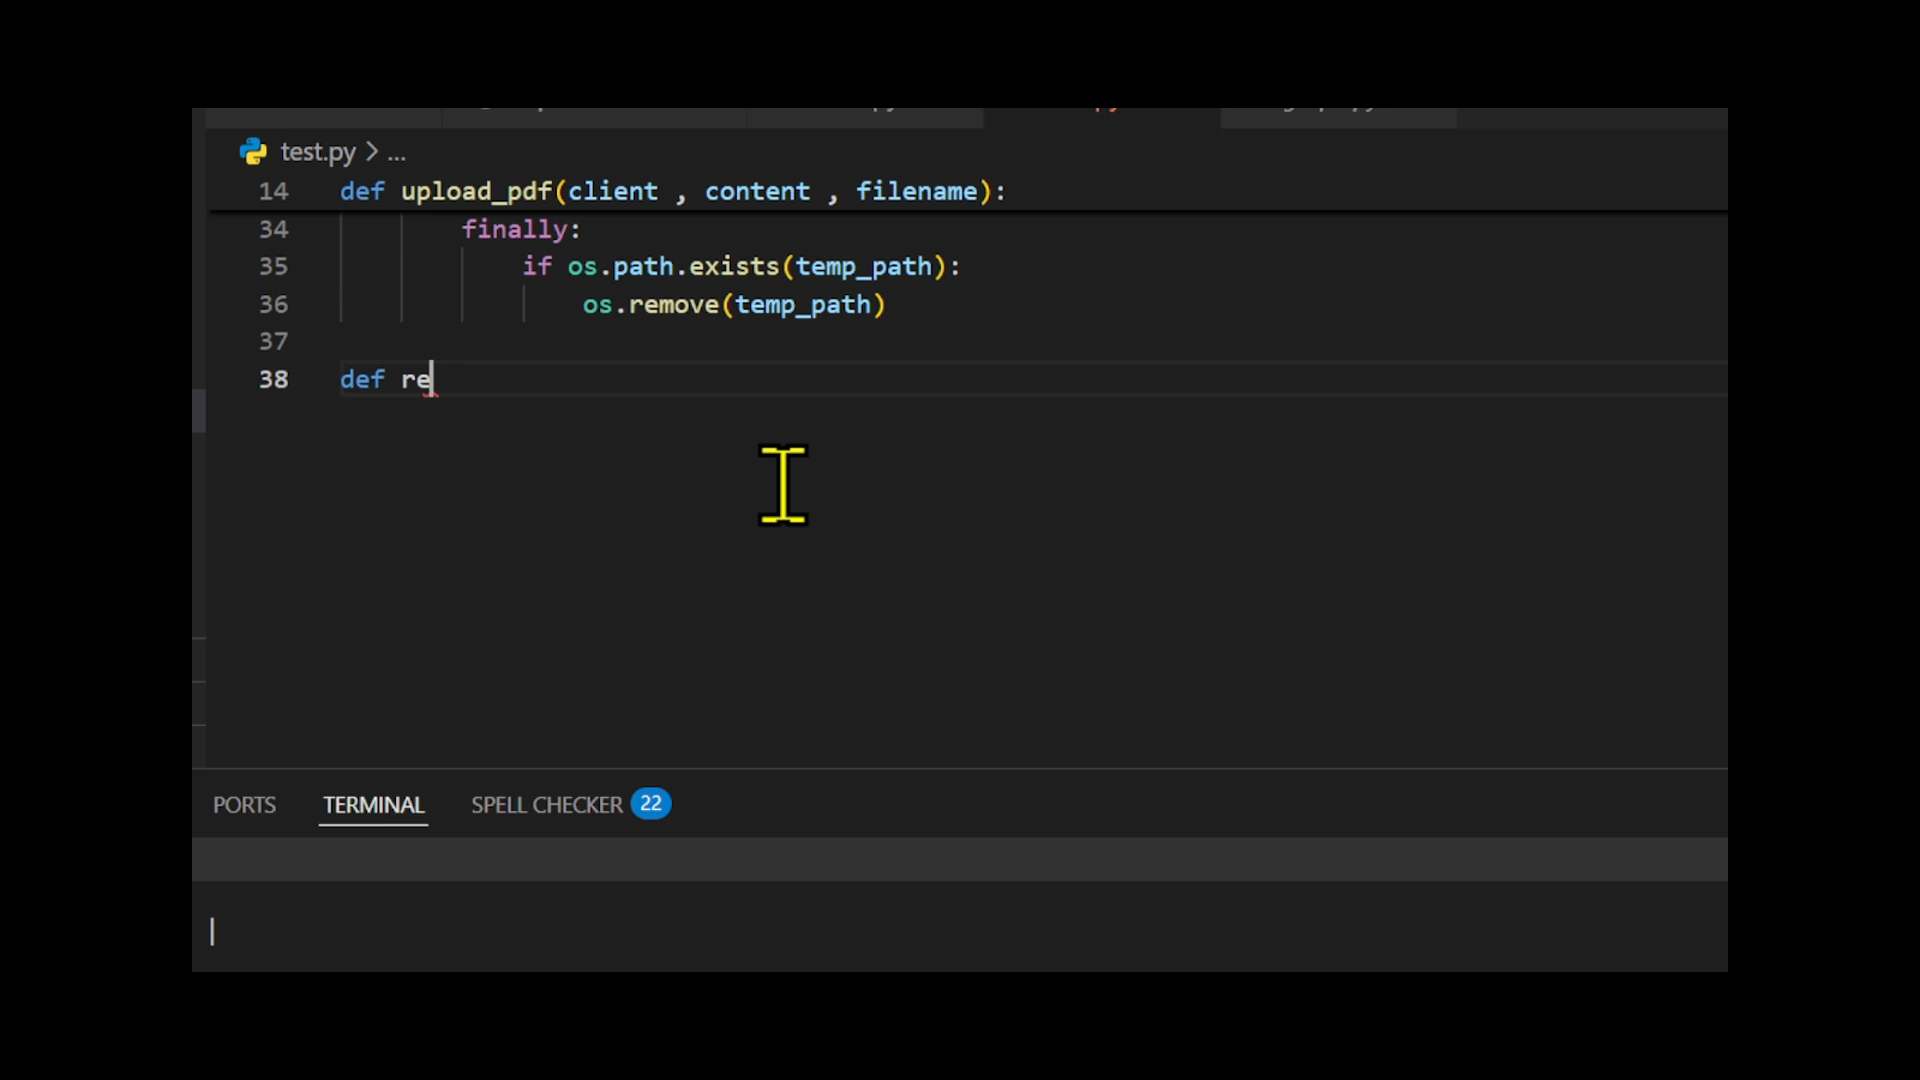 test.py > ...
14 def upload_pdf(client , content , filename):
34 finally:
35 if os.path.exists(temp_path):
36 os.remove(temp_path)
37
38 def re
PORTS TERMINAL SPELL CHECKER 22